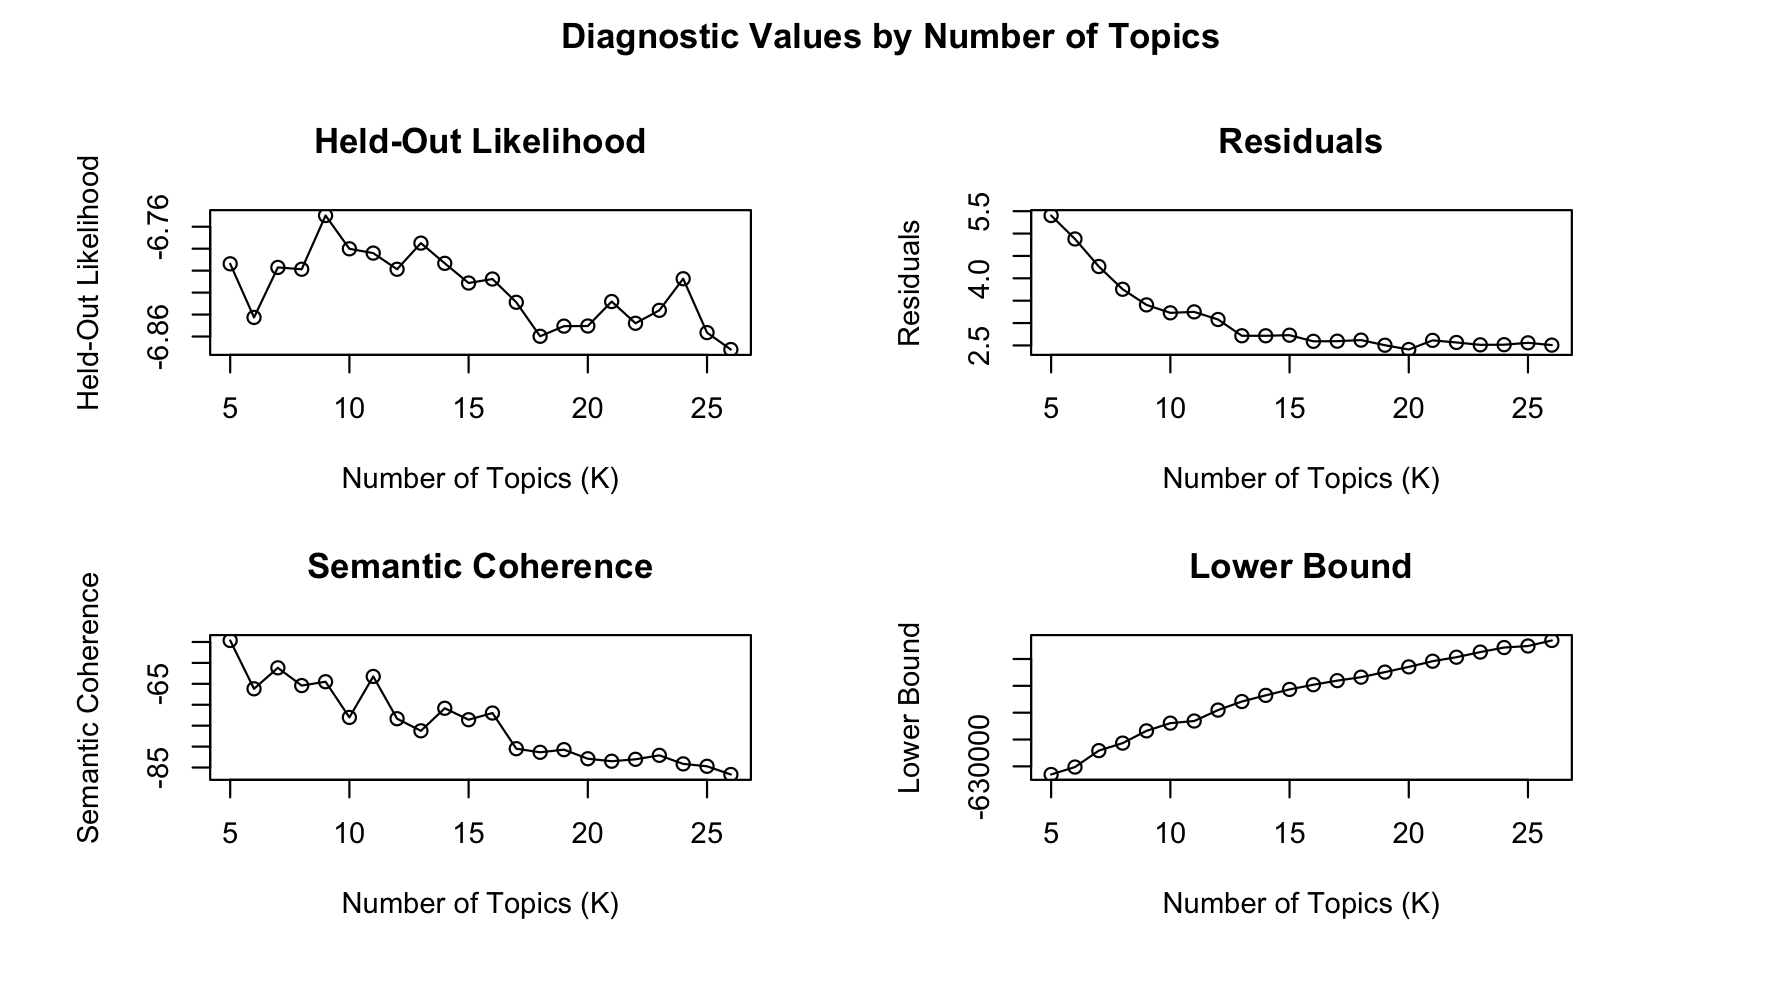 Diagnostic Values by Number of Topics
Held-Out Likelihood
Held-Out Likelihood
-6.76
-6.86
5 10 15 20 25
Number of Topics (K)
Residuals
Residuals
5.5
4.0
2.5
5 10 15 20 25
Number of Topics (K)
Semantic Coherence
Semantic Coherence
-65
-85
5 10 15 20 25
Number of Topics (K)
Lower Bound
Lower Bound
-630000
5 10 15 20 25
Number of Topics (K)